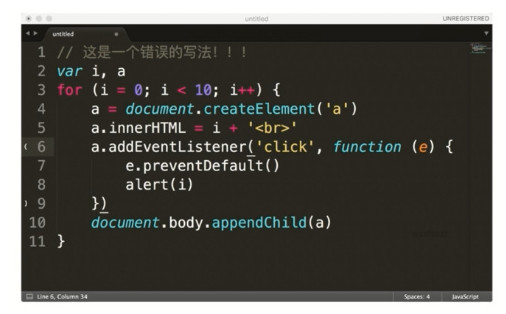 untitled
UNREGISTERED
untitled
1 // 这是一个错误的写法！！！
2 var i, a
3 for (i = 0; i < 10; i++) {
4     a = document.createElement('a')
5     a.innerHTML = i + '<br>'
6     a.addEventListener('click', function (e) {
7         e.preventDefault()
8         alert(i)
9     })
10     document.body.appendChild(a)
11 }
Line 6, Column 34
Spaces: 4
JavaScript